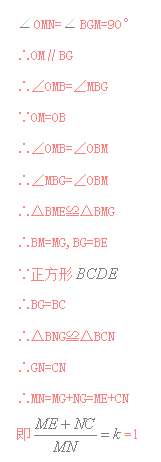 ∠OMN=∠BGM=90°
∴OM∥BG
∴∠OMB=∠MBG
∵OM=OB
∴∠OMB=∠OBM
∴∠MBG=∠OBM
∴△BME≌△BMG
∴BM=MG,BG=BE
∵正方形BCDE
∴BG=BC
∴△BNG≌△BCN
∴GN=CN
∴MN=MG+NG=ME+CN
即 (ME+NC)/MN=k=1